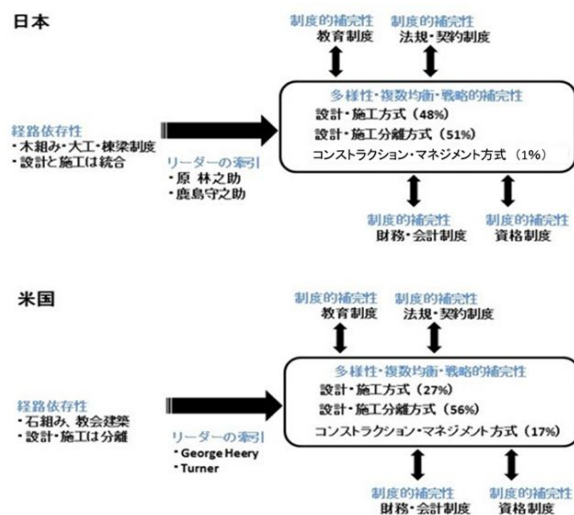 日本
制度的補完性 制度的補完性
教育制度 法規・契約制度
多様性・複数均衡・戦略的補完性
設計・施工方式（48%）
設計・施工分離方式（51%）
コンストラクション・マネジメント方式（1%）
経路依存性
・木組み・大工・棟梁制度
・設計と施工は統合
リーダーの牽引
・原 林之助
・鹿島守之助
制度的補完性 制度的補完性
財務・会計制度 資格制度
米国
制度的補完性 制度的補完性
教育制度 法規・契約制度
多様性・複数均衡・戦略的補完性
設計・施工方式（27%）
設計・施工分離方式（56%）
コンストラクション・マネジメント方式（17%）
経路依存性
・石組み、教会建築
・設計・施工は分離
リーダーの牽引
・George Heery
・Turner
制度的補完性 制度的補完性
財務・会計制度 資格制度